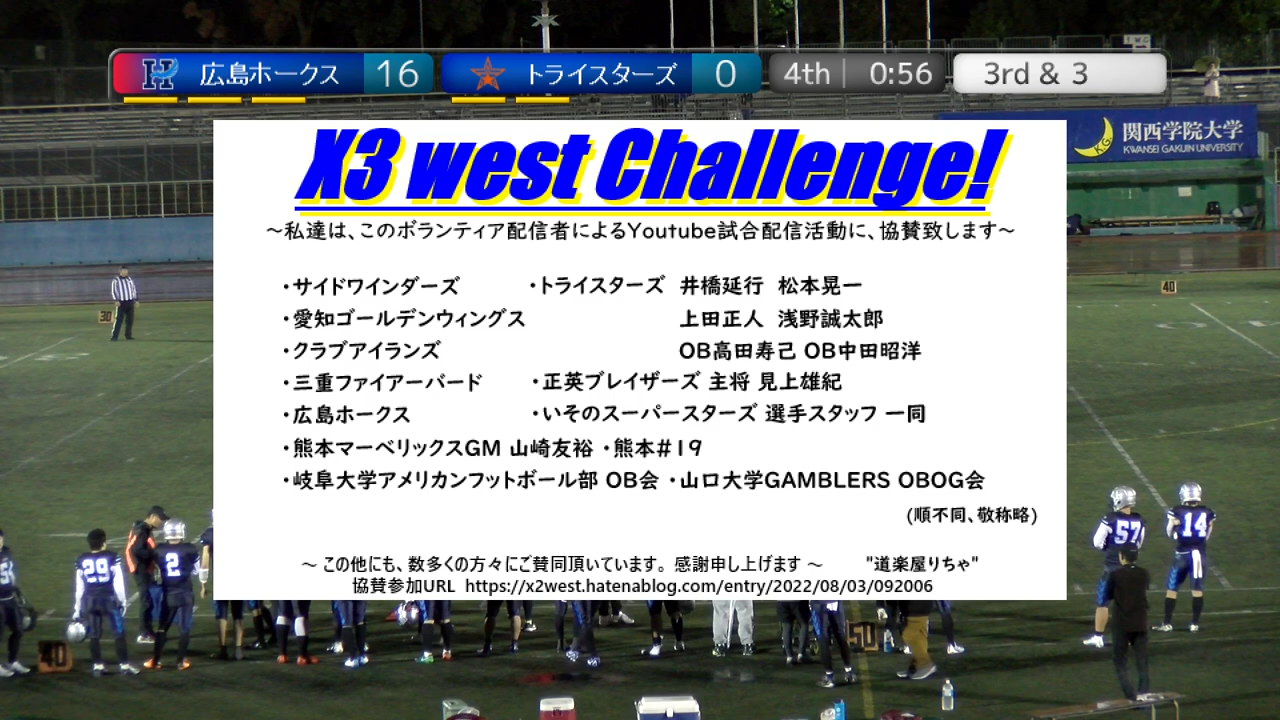 広島ホークス 16 トライスターズ 0 4th 0:56 3rd & 3
関西学院大学
KWANSEI GAKUIN UNIVERSITY
X3 west Challenge!
～私達は、このボランティア配信者によるYoutube試合配信活動に、協賛致します～
・サイドワインダーズ ・トライスターズ 井橋延行 松本晃一
・愛知ゴールデンウィングス 上田正人 浅野誠太郎
・クラブアイランズ OB高田寿己 OB中田昭洋
・三重ファイアーバード ・正英ブレイザーズ 主将 見上雄紀
・広島ホークス ・いそのスーパースターズ 選手スタッフ 一同
・熊本マーベリックスGM 山崎友裕 ・熊本#19
・岐阜大学アメリカンフットボール部 OB会 ・山口大学GAMBLERS OBOG会
(順不同、敬称略)
～ この他にも、数多くの方々にご賛同頂いています。感謝申し上げます ～ "道楽屋りちゃ"
協賛参加URL https://x2west.hatenablog.com/entry/2022/08/03/092006
40
30
57
14
29
2
50